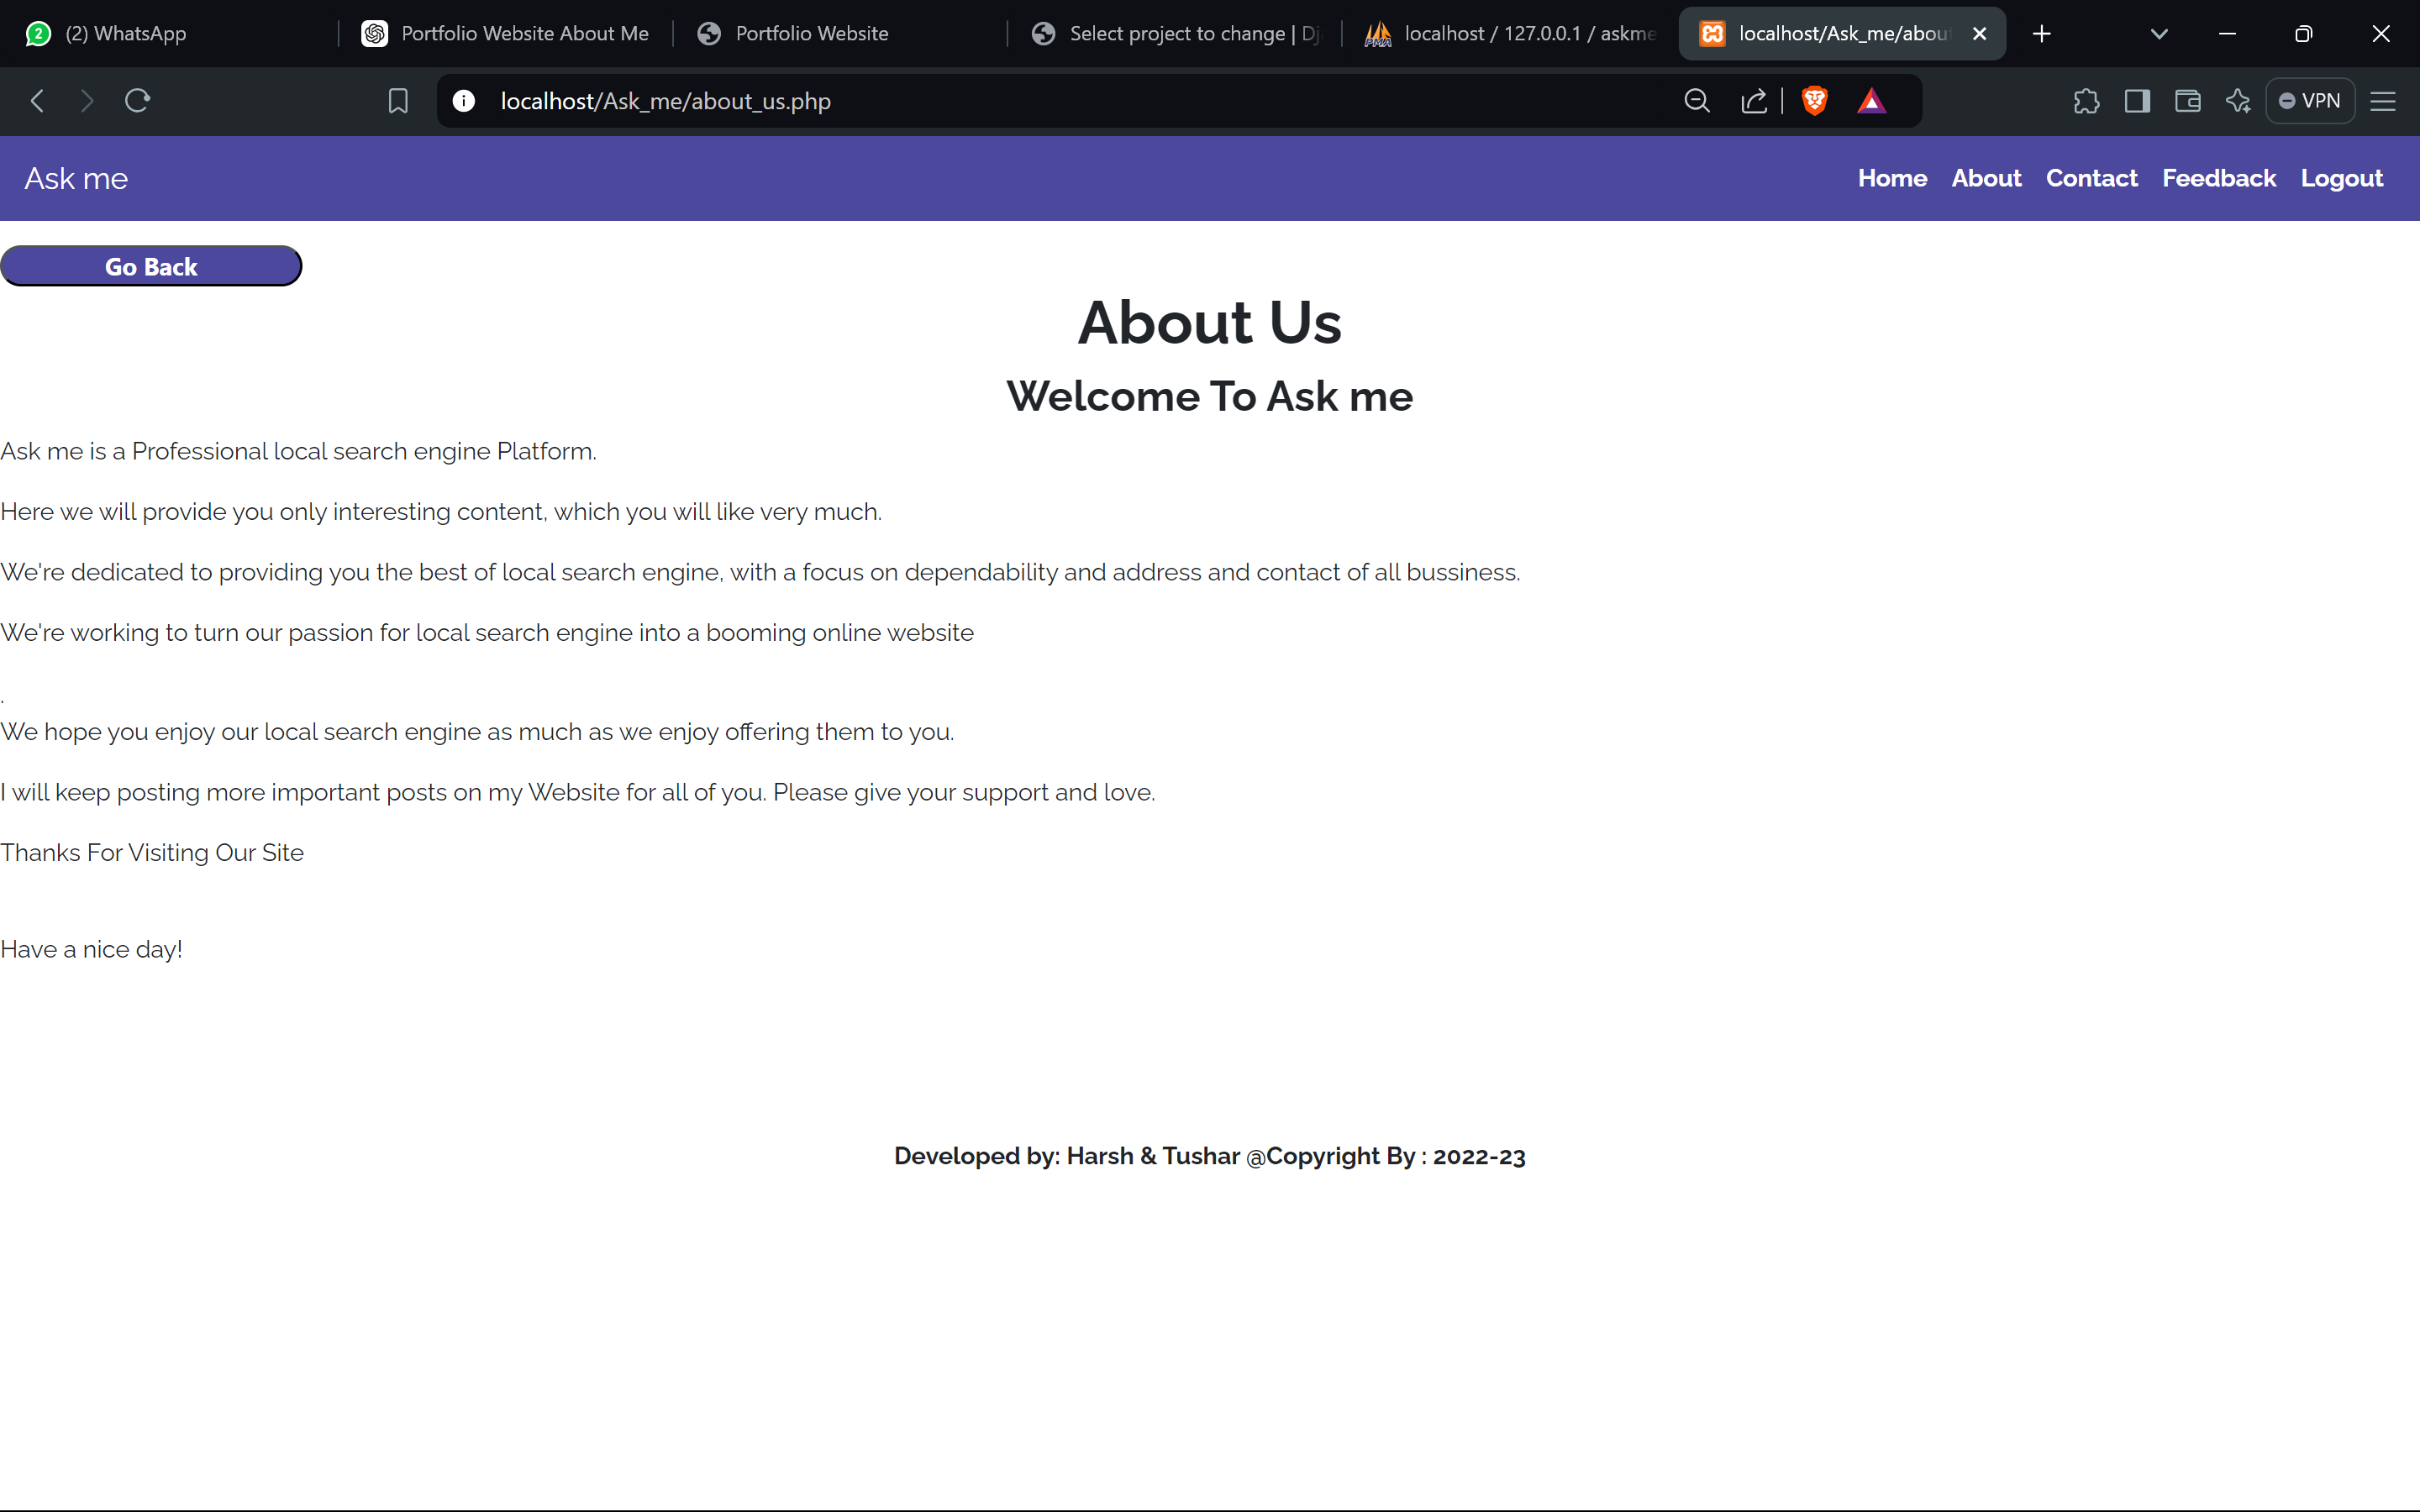 2 (2) WhatsApp Portfolio Website About Me Portfolio Website Select project to change | Dj localhost / 127.0.0.1 / askme localhost/Ask_me/abou
localhost/Ask_me/about_us.php VPN
Ask me Home About Contact Feedback Logout
Go Back
About Us
Welcome To Ask me
Ask me is a Professional local search engine Platform.
Here we will provide you only interesting content, which you will like very much.
We're dedicated to providing you the best of local search engine, with a focus on dependability and address and contact of all bussiness.
We're working to turn our passion for local search engine into a booming online website
.
We hope you enjoy our local search engine as much as we enjoy offering them to you.
I will keep posting more important posts on my Website for all of you. Please give your support and love.
Thanks For Visiting Our Site
Have a nice day!
Developed by: Harsh & Tushar @Copyright By : 2022-23